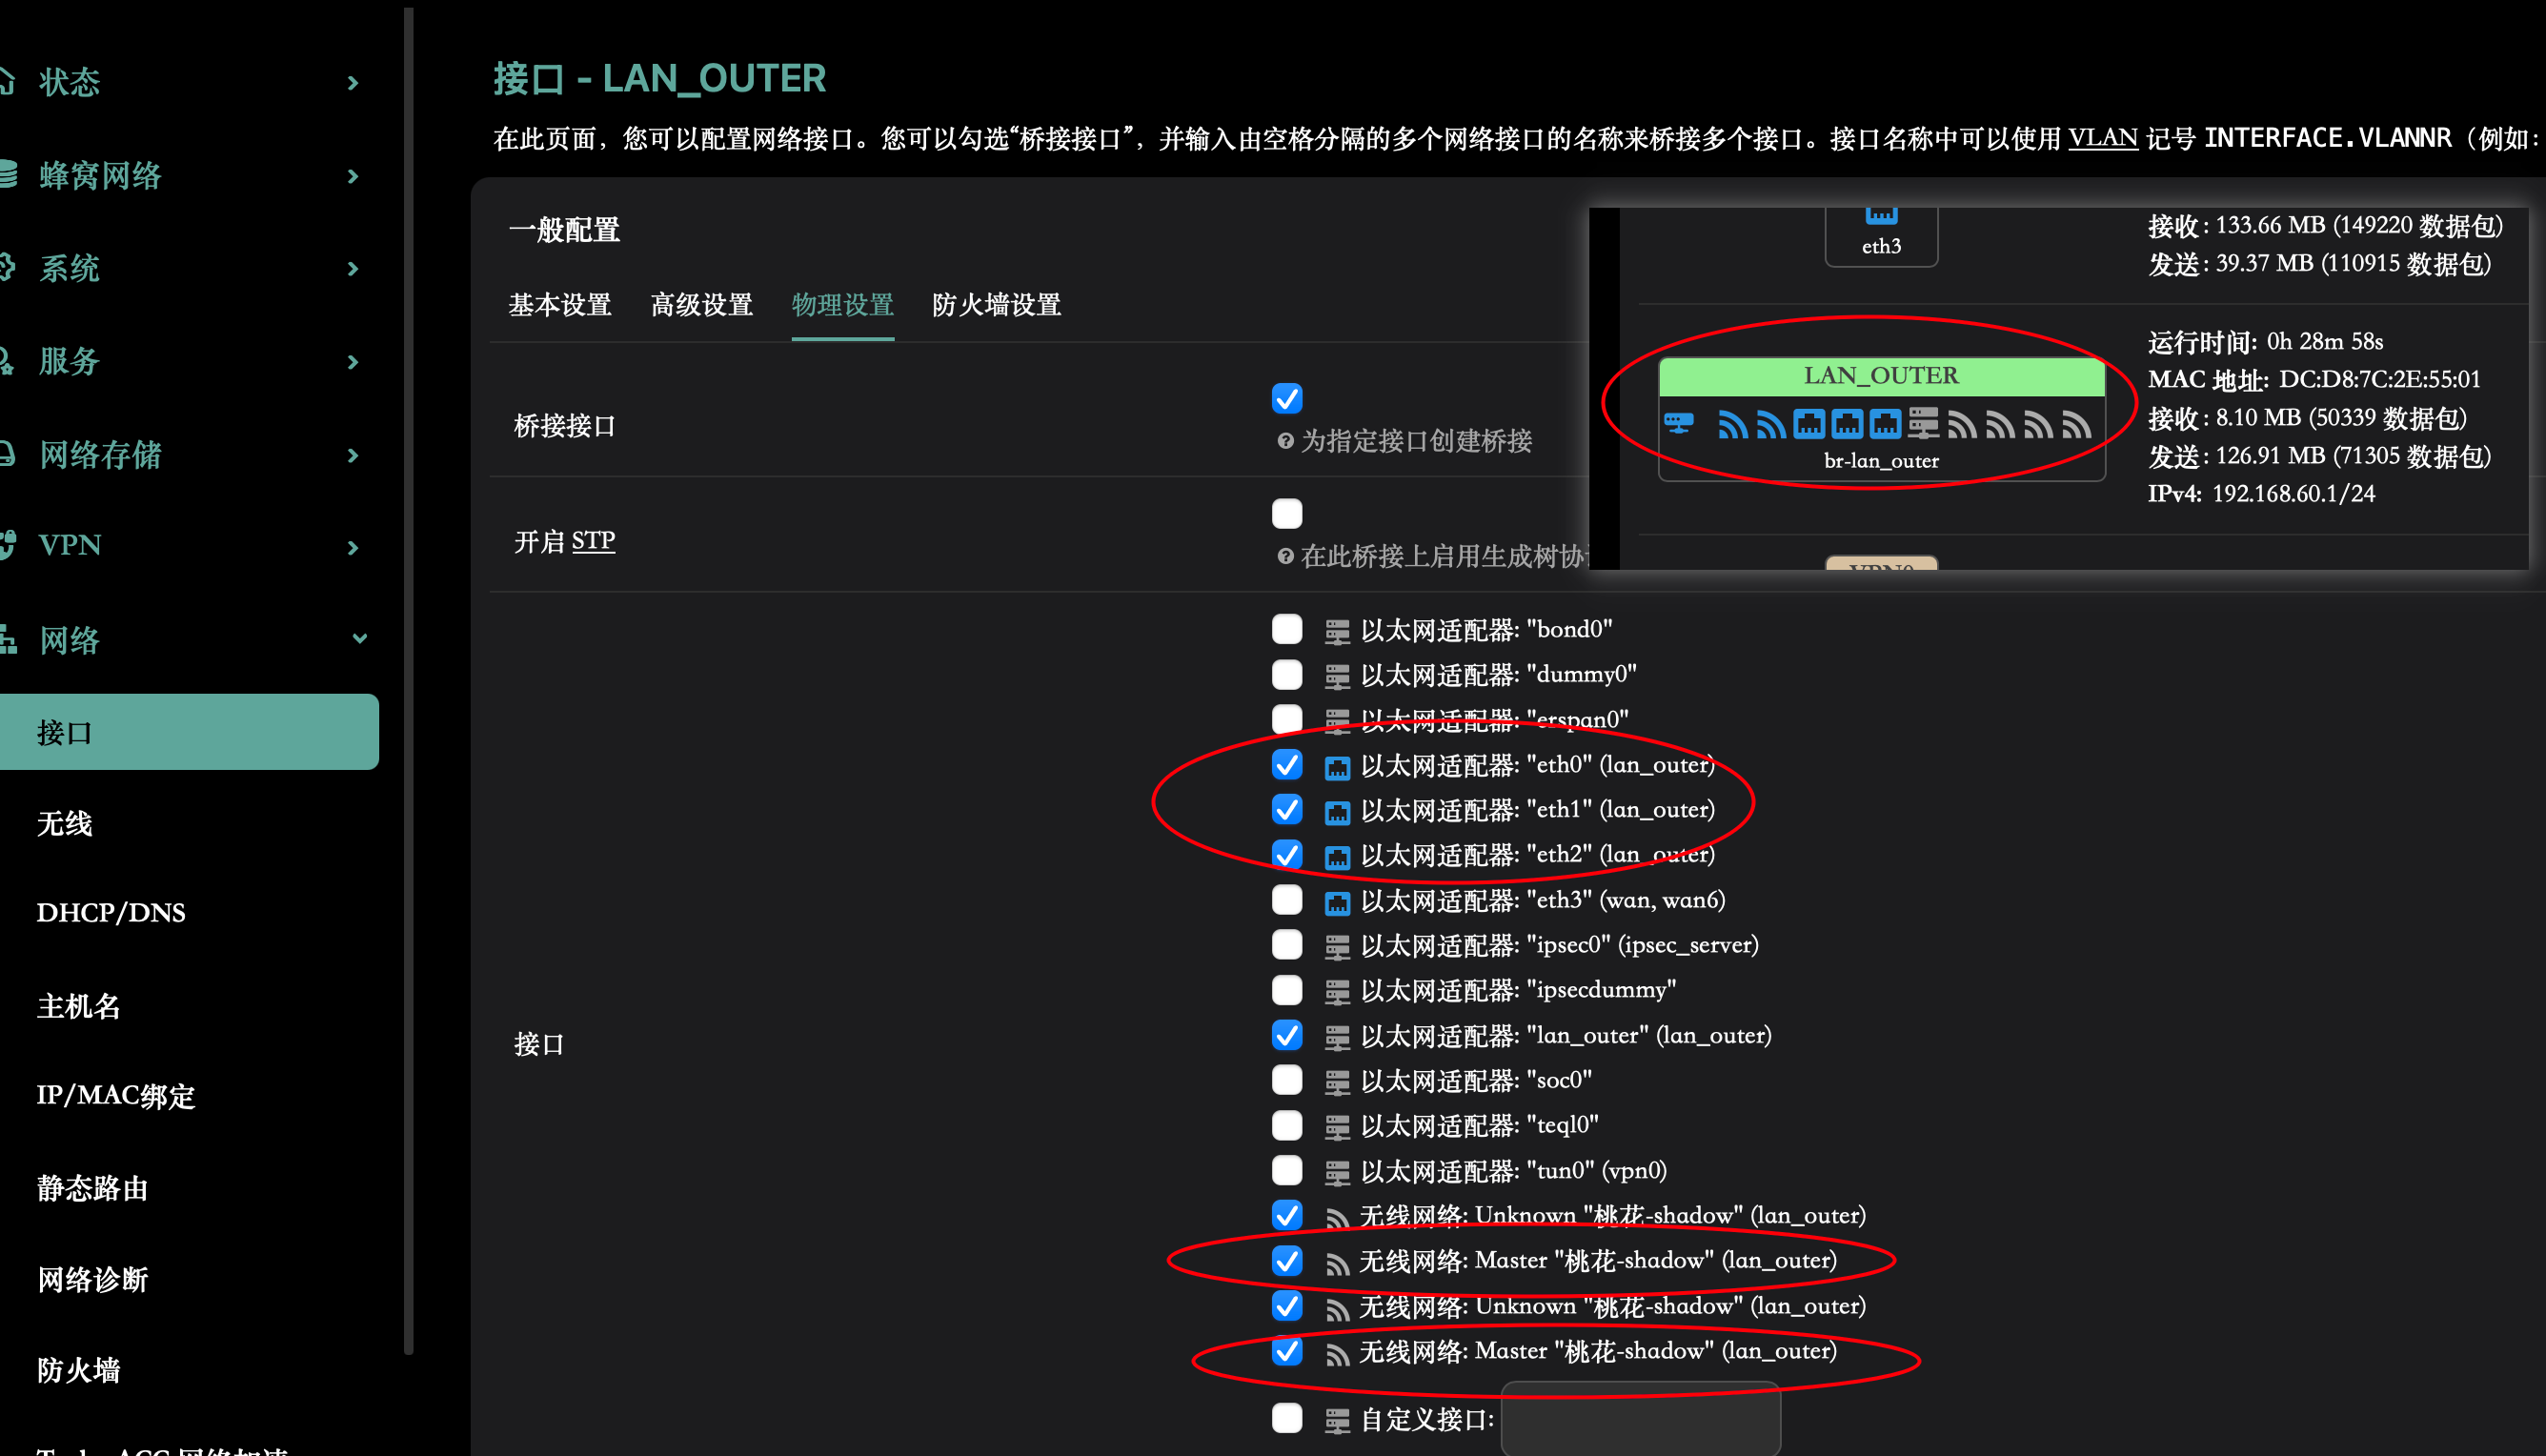 状态
蜂窝网络
系统
服务
网络存储
VPN
网络
接口
无线
DHCP/DNS
主机名
IP/MAC绑定
静态路由
网络诊断
防火墙
接口 - LAN_OUTER
在此页面，您可以配置网络接口。您可以勾选“桥接接口”，并输入由空格分隔的多个网络接口的名称来桥接多个接口。接口名称中可以使用 VLAN 记号 INTERFACE.VLANNR（例如：
一般配置
基本设置 高级设置 物理设置 防火墙设置
桥接接口
为指定接口创建桥接
开启 STP
在此桥接上启用生成树协
接口
以太网适配器: "bond0"
以太网适配器: "dummy0"
以太网适配器: "erspan0"
以太网适配器: "eth0" (lan_outer)
以太网适配器: "eth1" (lan_outer)
以太网适配器: "eth2" (lan_outer)
以太网适配器: "eth3" (wan, wan6)
以太网适配器: "ipsec0" (ipsec_server)
以太网适配器: "ipsecdummy"
以太网适配器: "lan_outer" (lan_outer)
以太网适配器: "soc0"
以太网适配器: "teql0"
以太网适配器: "tun0" (vpn0)
无线网络: Unknown "桃花-shadow" (lan_outer)
无线网络: Master "桃花-shadow" (lan_outer)
无线网络: Unknown "桃花-shadow" (lan_outer)
无线网络: Master "桃花-shadow" (lan_outer)
自定义接口:
eth3
接收: 133.66 MB (149220 数据包)
发送: 39.37 MB (110915 数据包)
LAN_OUTER
br-lan_outer
运行时间: 0h 28m 58s
MAC 地址: DC:D8:7C:2E:55:01
接收: 8.10 MB (50339 数据包)
发送: 126.91 MB (71305 数据包)
IPv4: 192.168.60.1/24